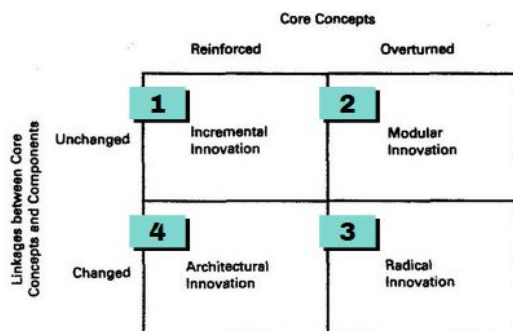 Core Concepts
Reinforced Overturned
1 2
Unchanged Incremental Innovation Modular Innovation
4 3
Changed Architectural Innovation Radical Innovation
Linkages between Core
Concepts and Components